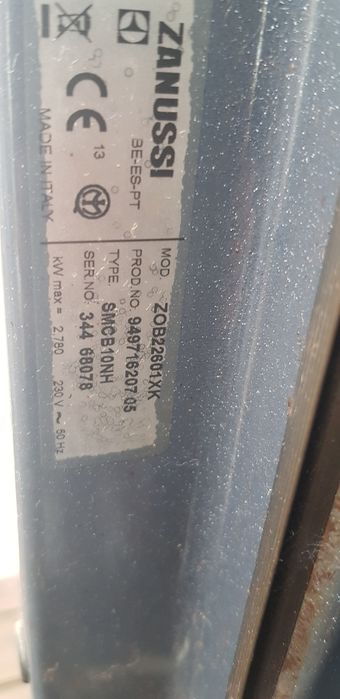 ZANUSSI
BE-ES-PT
CE 13
MADE IN ITALY
MOD. ZOB22601XK
PROD.NO. 949716207 05
TYPE SMCB10NH
SER.NO. 344 68078
kW max = 2.780 230 V ~ 50 Hz